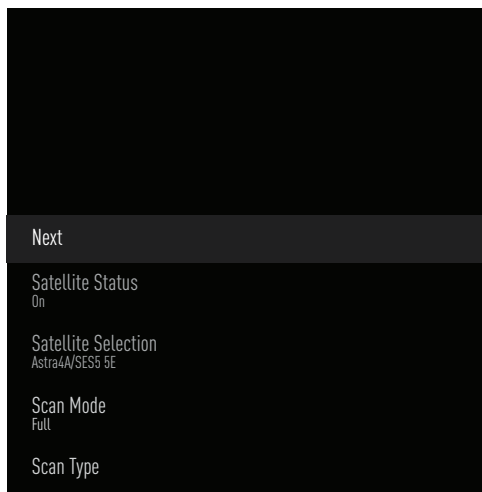 Next
Satellite Status
On
Satellite Selection
Astra4A/SES5 5E
Scan Mode
Full
Scan Type